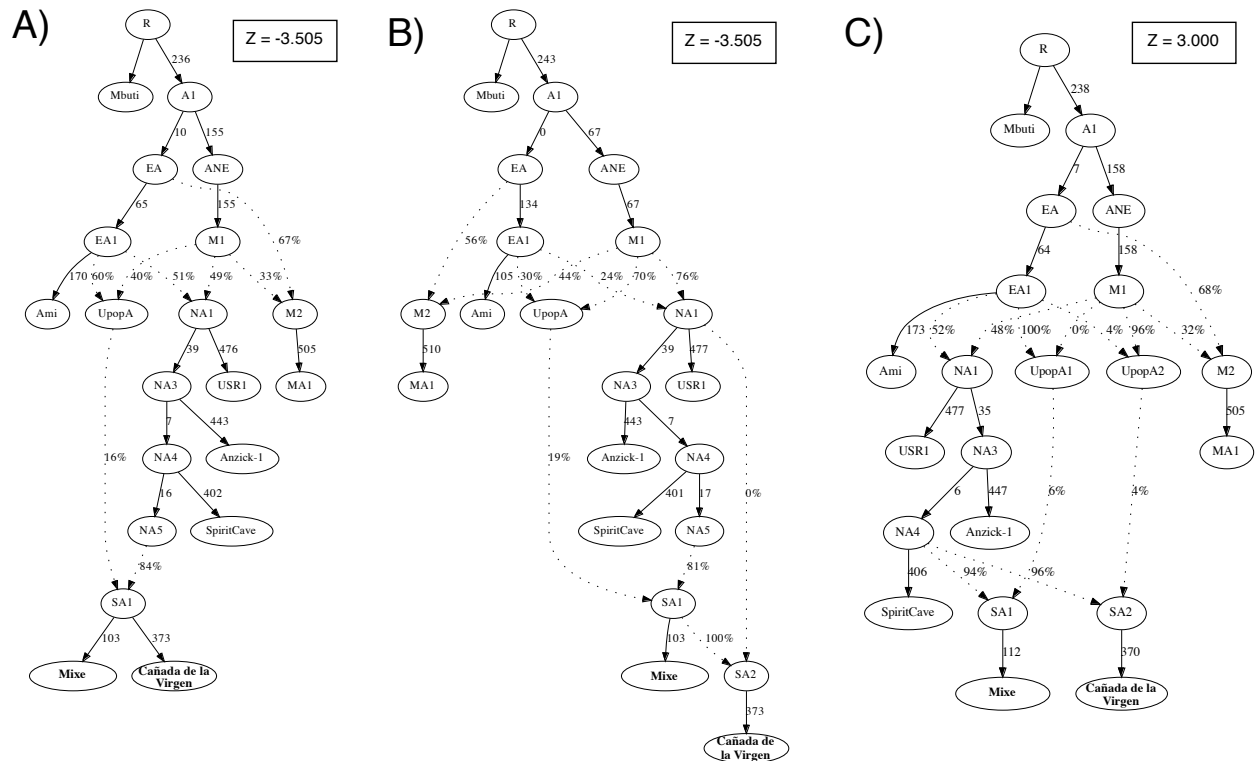 A)
Z = -3.505
R
236
Mbuti
A1
10
155
EA
ANE
65
155
EA1
M1
67%
170
60%
40%
51%
49%
33%
Ami
UpopA
NA1
M2
39
476
505
NA3
USR1
MA1
7
443
16%
NA4
Anzick-1
16
402
NA5
SpiritCave
84%
SA1
103
373
Mixe
Cañada de la
Virgen
B)
Z = -3.505
R
243
Mbuti
A1
0
67
EA
ANE
134
67
56%
EA1
M1
105
30%
44%
24%
70%
76%
M2
Ami
UpopA
NA1
510
39
477
MA1
NA3
USR1
443
7
19%
Anzick-1
NA4
0%
401
17
SpiritCave
NA5
81%
SA1
103
100%
Mixe
SA2
373
Cañada de
la Virgen
C)
Z = 3.000
R
238
Mbuti
A1
7
158
EA
ANE
64
158
EA1
M1
68%
173
52%
48%
100%
0%
4%
96%
32%
Ami
NA1
UpopA1
UpopA2
M2
477
35
505
USR1
NA3
MA1
6
447
6%
4%
NA4
Anzick-1
406
94%
96%
SpiritCave
SA1
SA2
112
370
Mixe
Cañada de la
Virgen